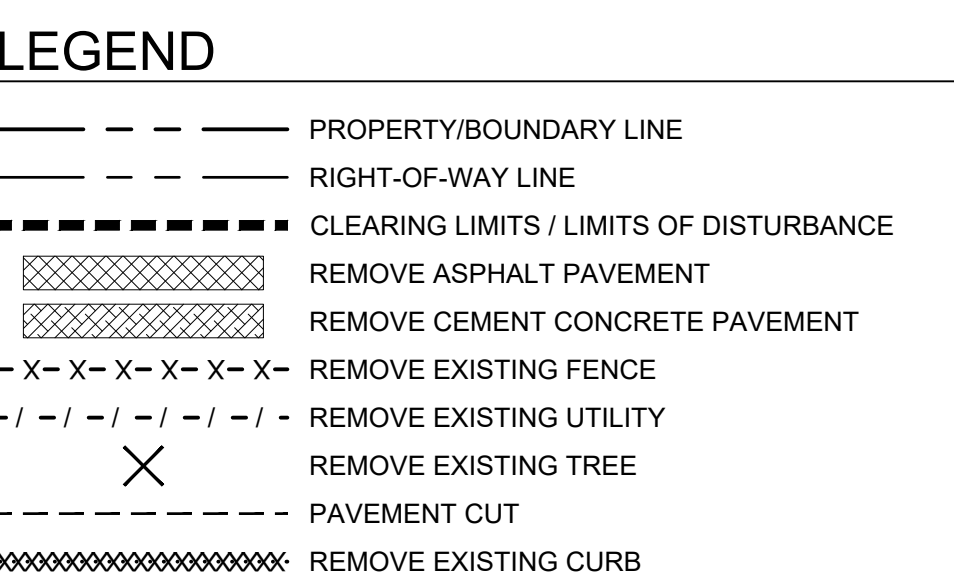 LEGEND
PROPERTY/BOUNDARY LINE
RIGHT-OF-WAY LINE
CLEARING LIMITS / LIMITS OF DISTURBANCE
REMOVE ASPHALT PAVEMENT
REMOVE CEMENT CONCRETE PAVEMENT
REMOVE EXISTING FENCE
REMOVE EXISTING UTILITY
REMOVE EXISTING TREE
PAVEMENT CUT
REMOVE EXISTING CURB